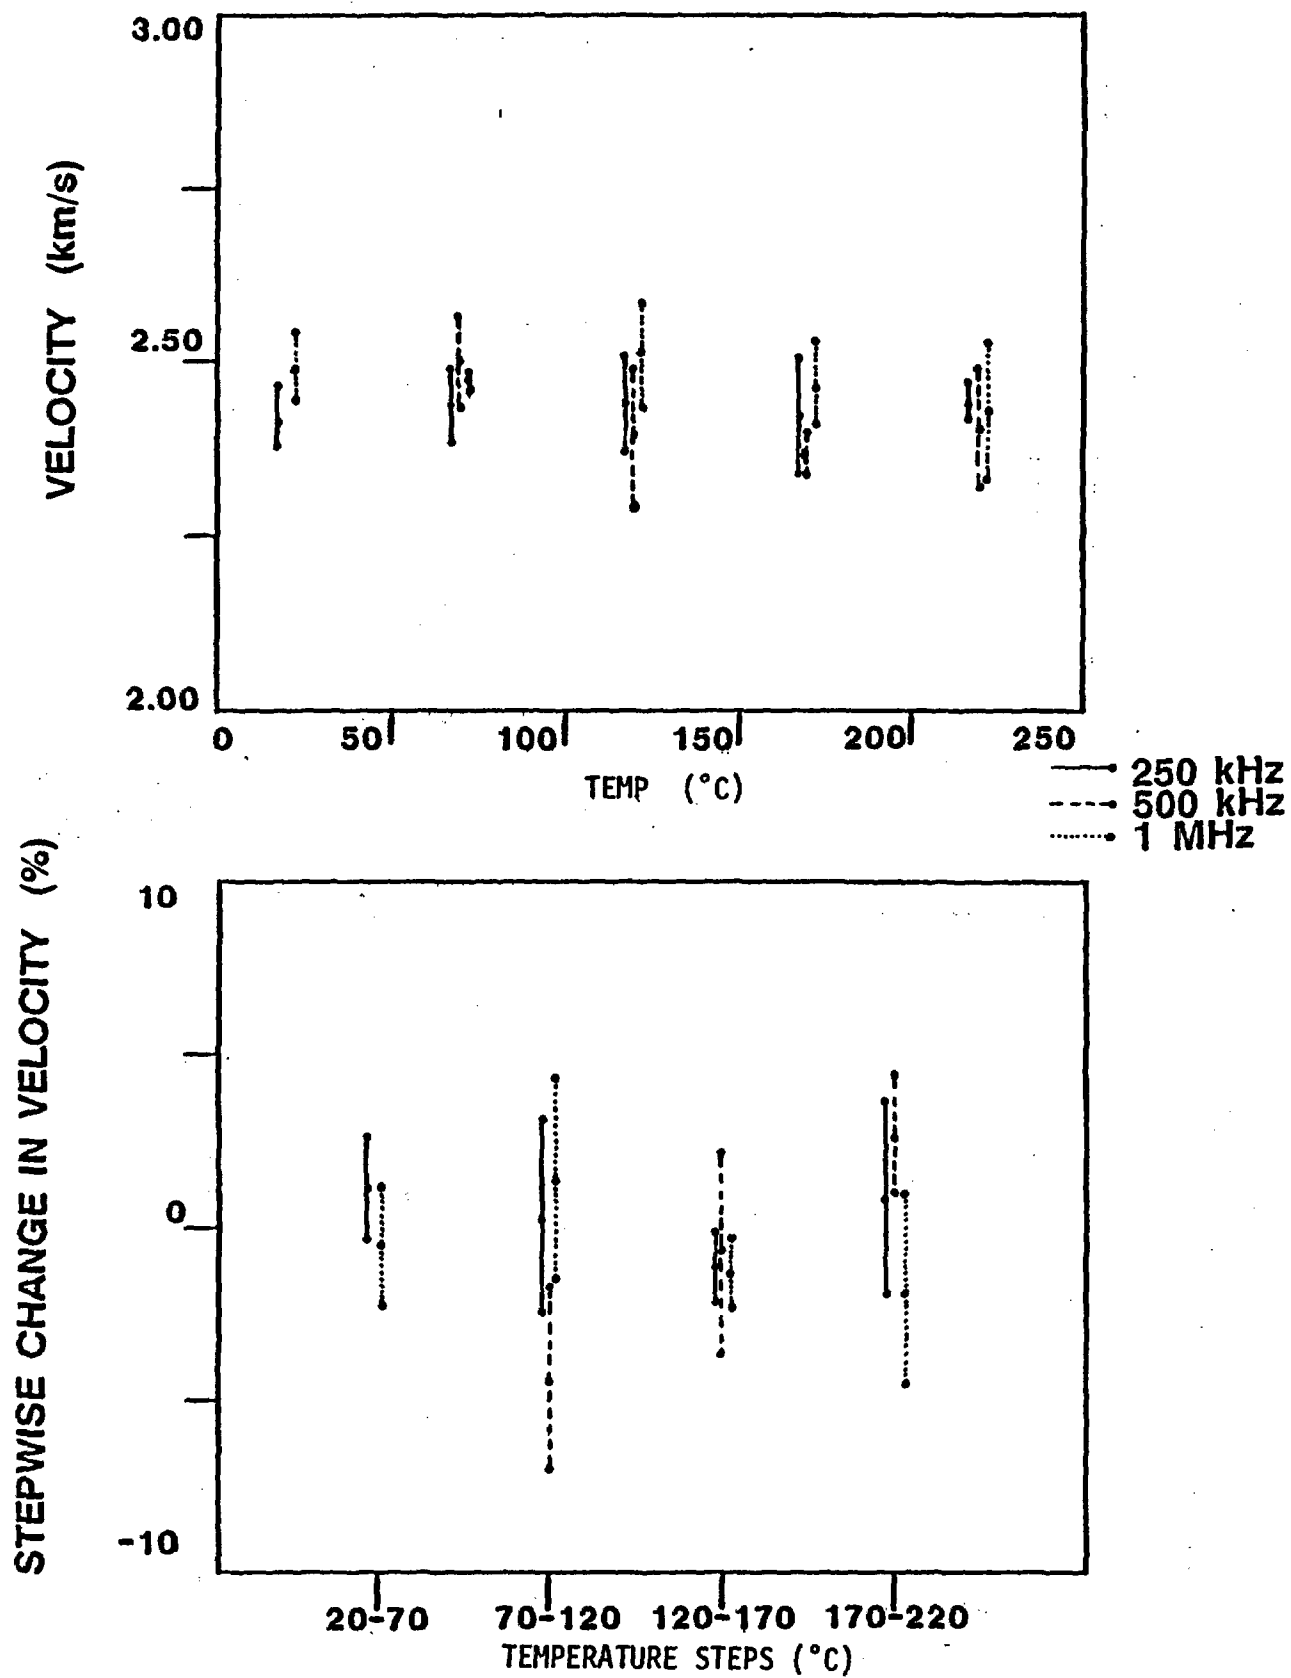 3.00
VELOCITY (km/s)
2.50
2.00
0 50 100 150 200 250
TEMP (°C)
250 kHz
500 kHz
1 MHz
STEPWISE CHANGE IN VELOCITY (%)
10
0
-10
20-70 70-120 120-170 170-220
TEMPERATURE STEPS (°C)